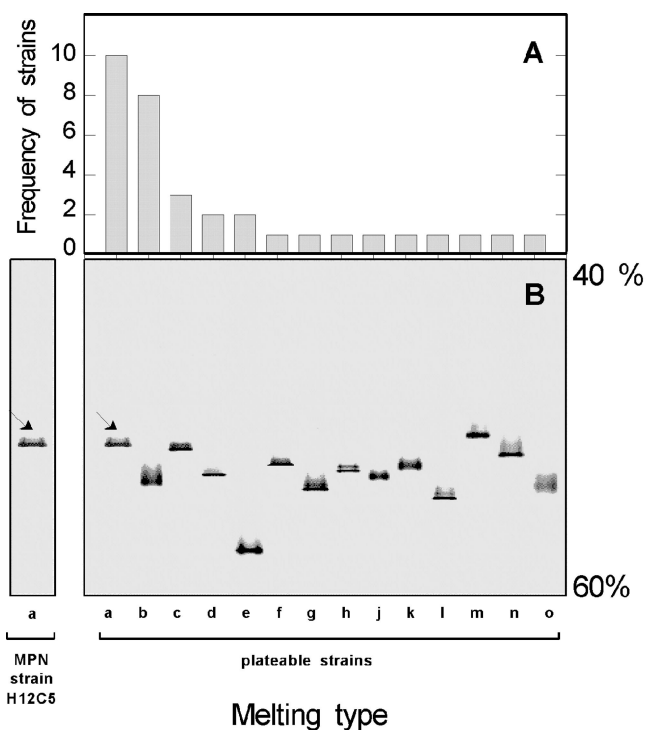 Frequency of strains
10
8
6
4
2
0
A
B
40 %
60%
a
a b c d e f g h j k l m n o
MPN
strain
H12C5
plateable strains
Melting type